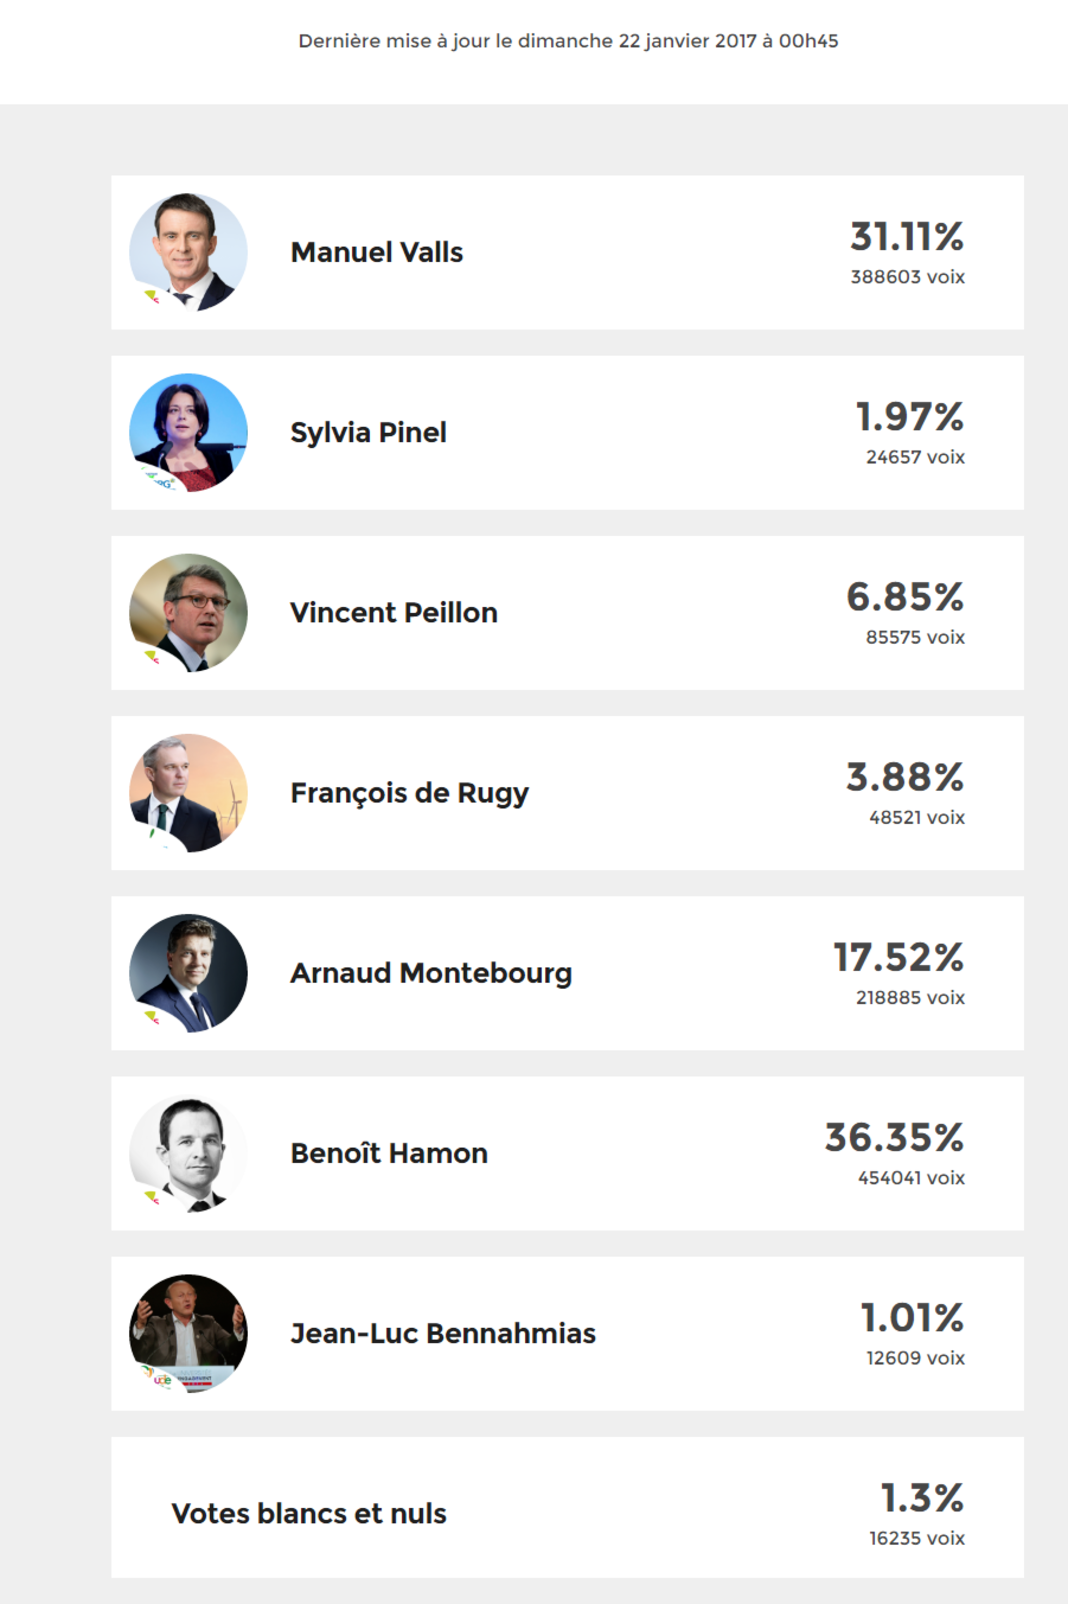 Dernière mise à jour le dimanche 22 janvier 2017 à 00h45
Manuel Valls
31.11%
388603 voix
Sylvia Pinel
1.97%
24657 voix
Vincent Peillon
6.85%
85575 voix
François de Rugy
3.88%
48521 voix
Arnaud Montebourg
17.52%
218885 voix
Benoît Hamon
36.35%
454041 voix
Jean-Luc Bennahmias
1.01%
12609 voix
Votes blancs et nuls
1.3%
16235 voix